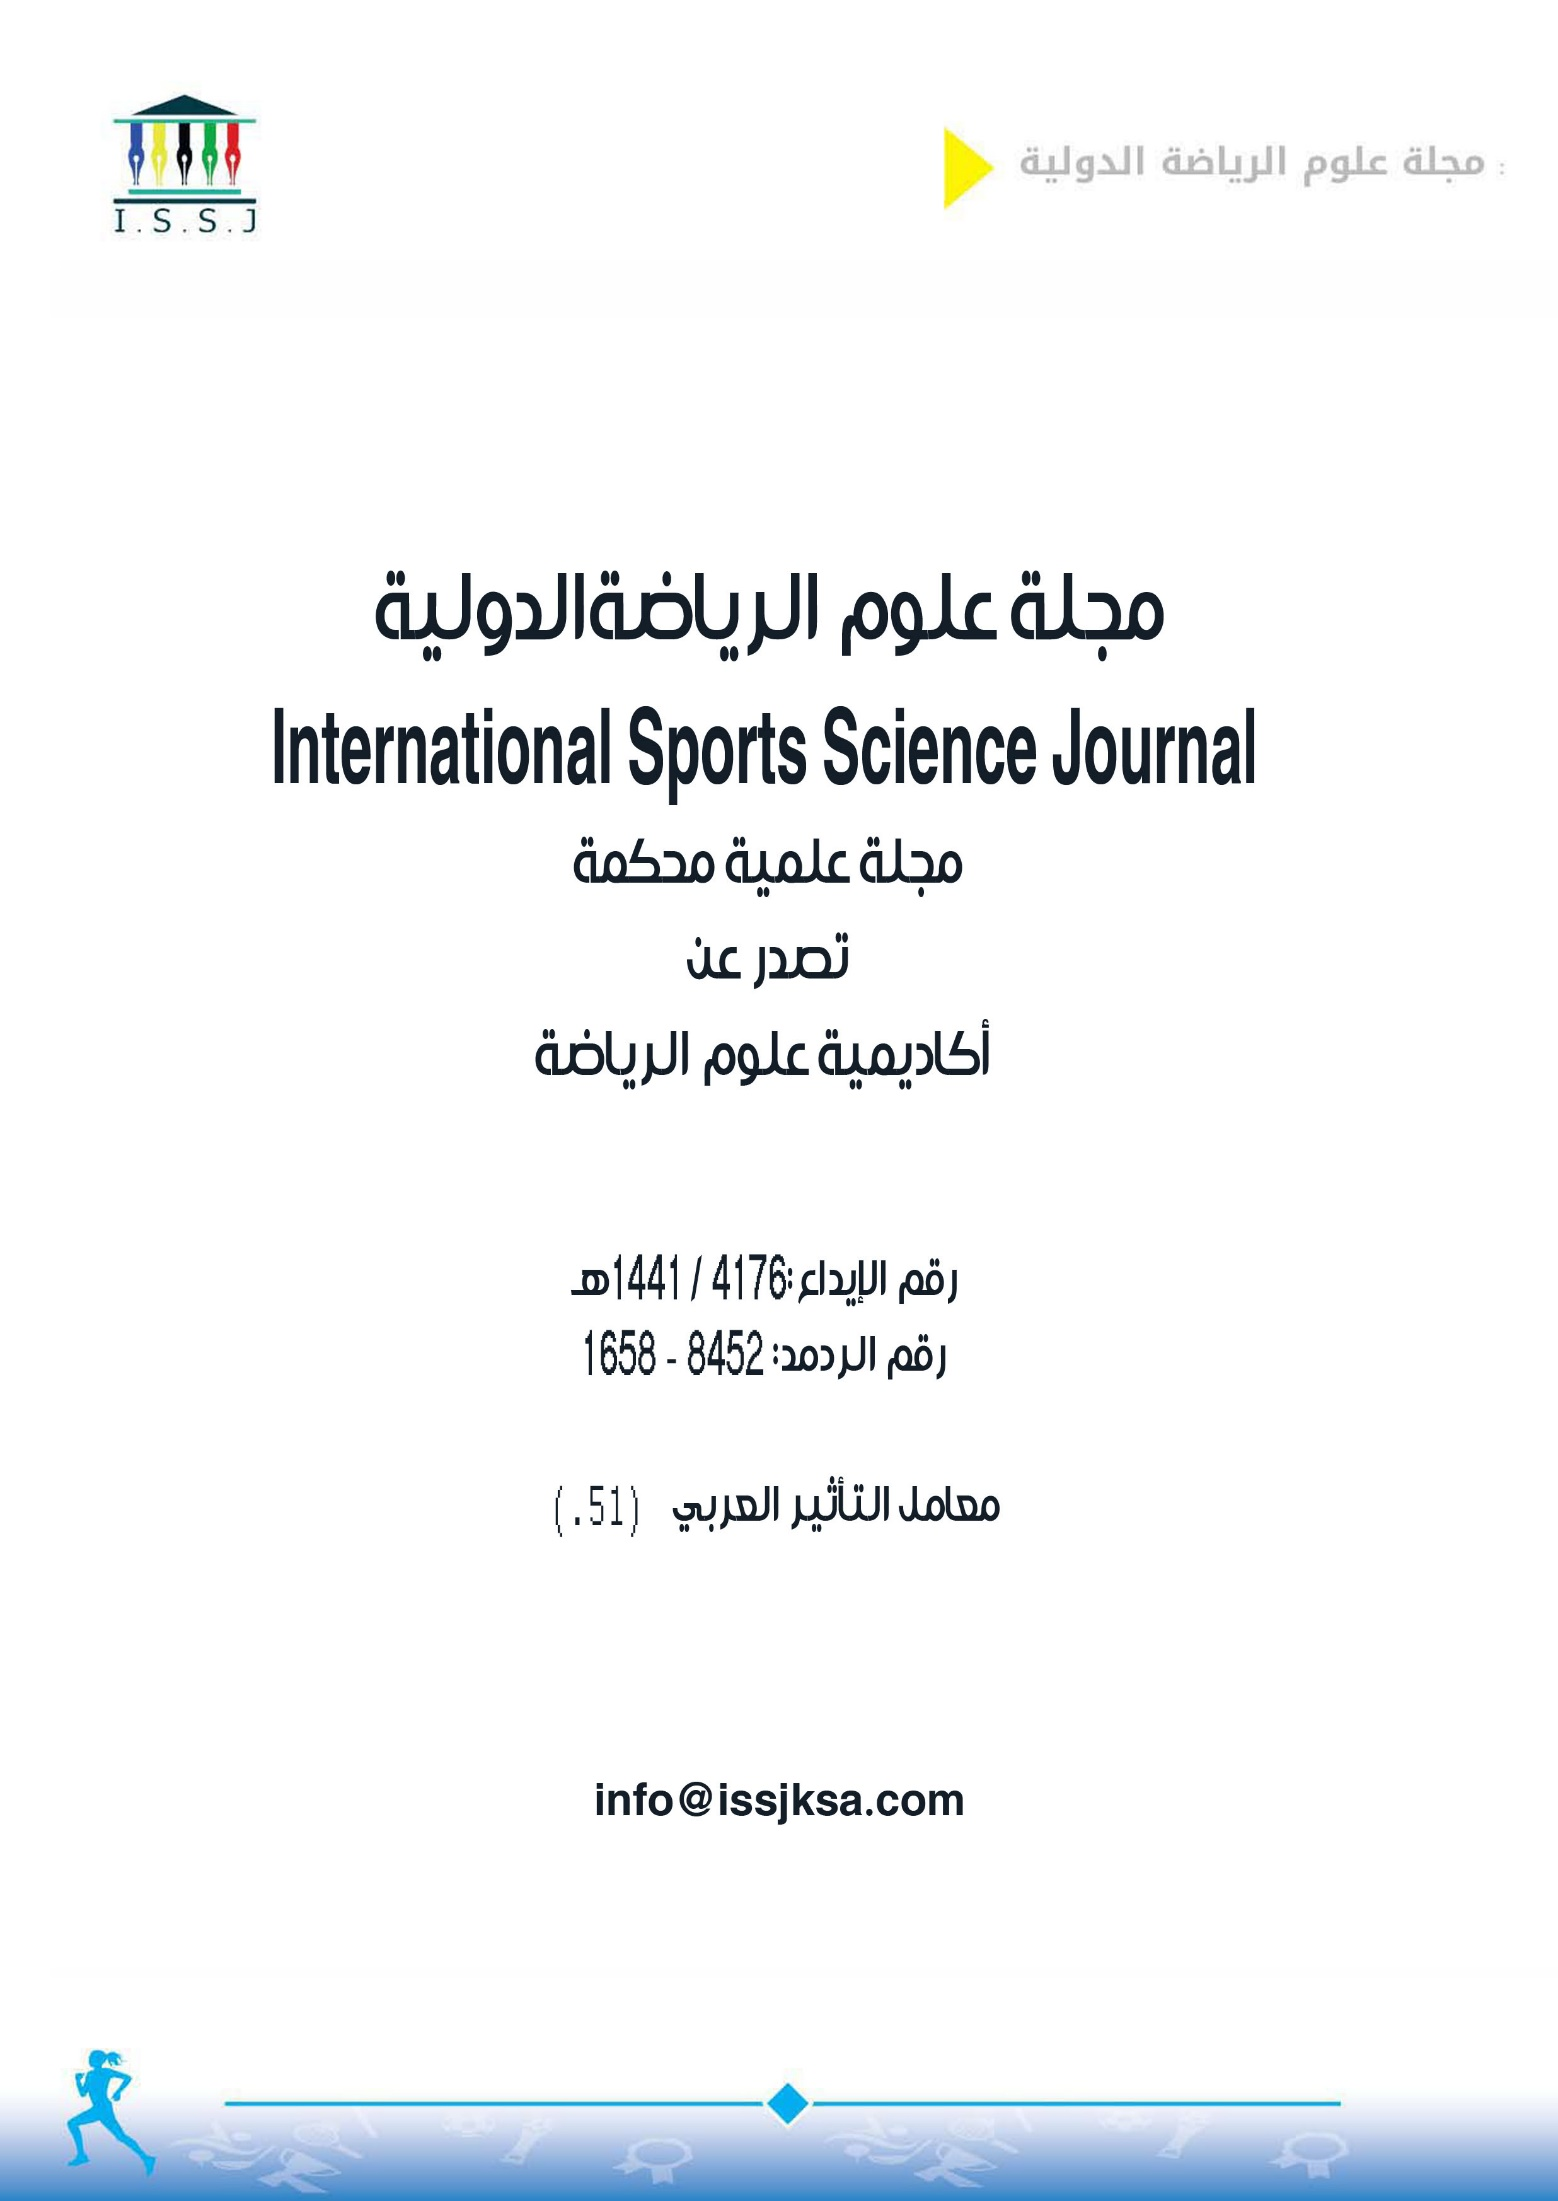 : مجلة علوم الرياضة الدولية
I.S.S.J
مجلة علوم الرياضةالدولية
International Sports Science Journal
مجلة علمية محكمة
تصدر عن
أكاديمية علوم الرياضة
رقم الإيداع :4176 / 1441هـ
رقم الردمد: 8452 - 1658
معامل التأثير العربي (51.)
info@issjksa.com